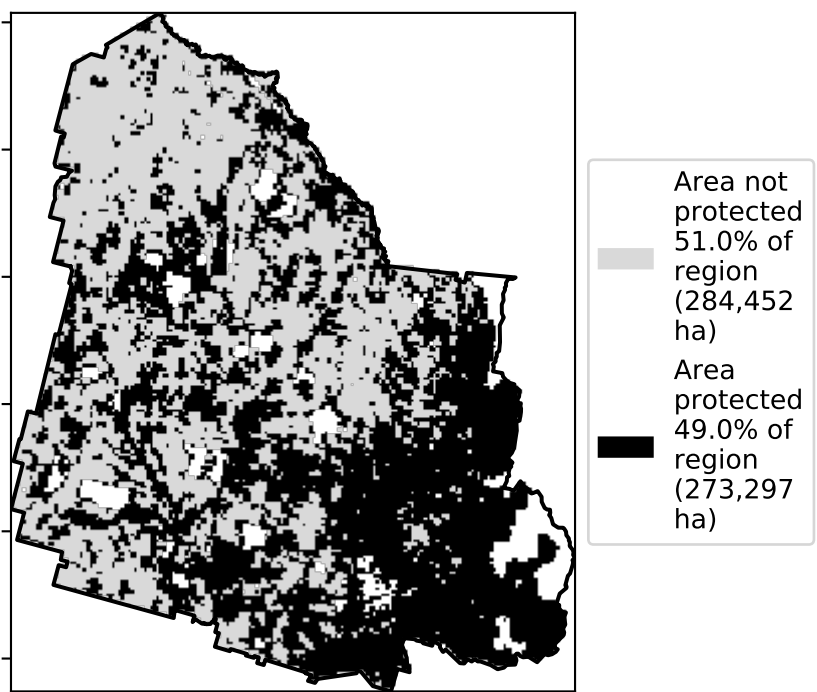 Area not
protected
51.0% of
region
(284,452
ha)
Area
protected
49.0% of
region
(273,297
ha)